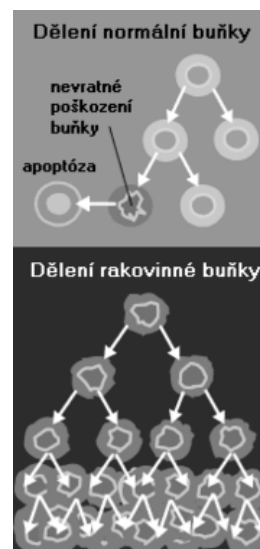 Dělení normální buňky
nevratné
poškození
buňky
apoptóza
Dělení rakovinné buňky